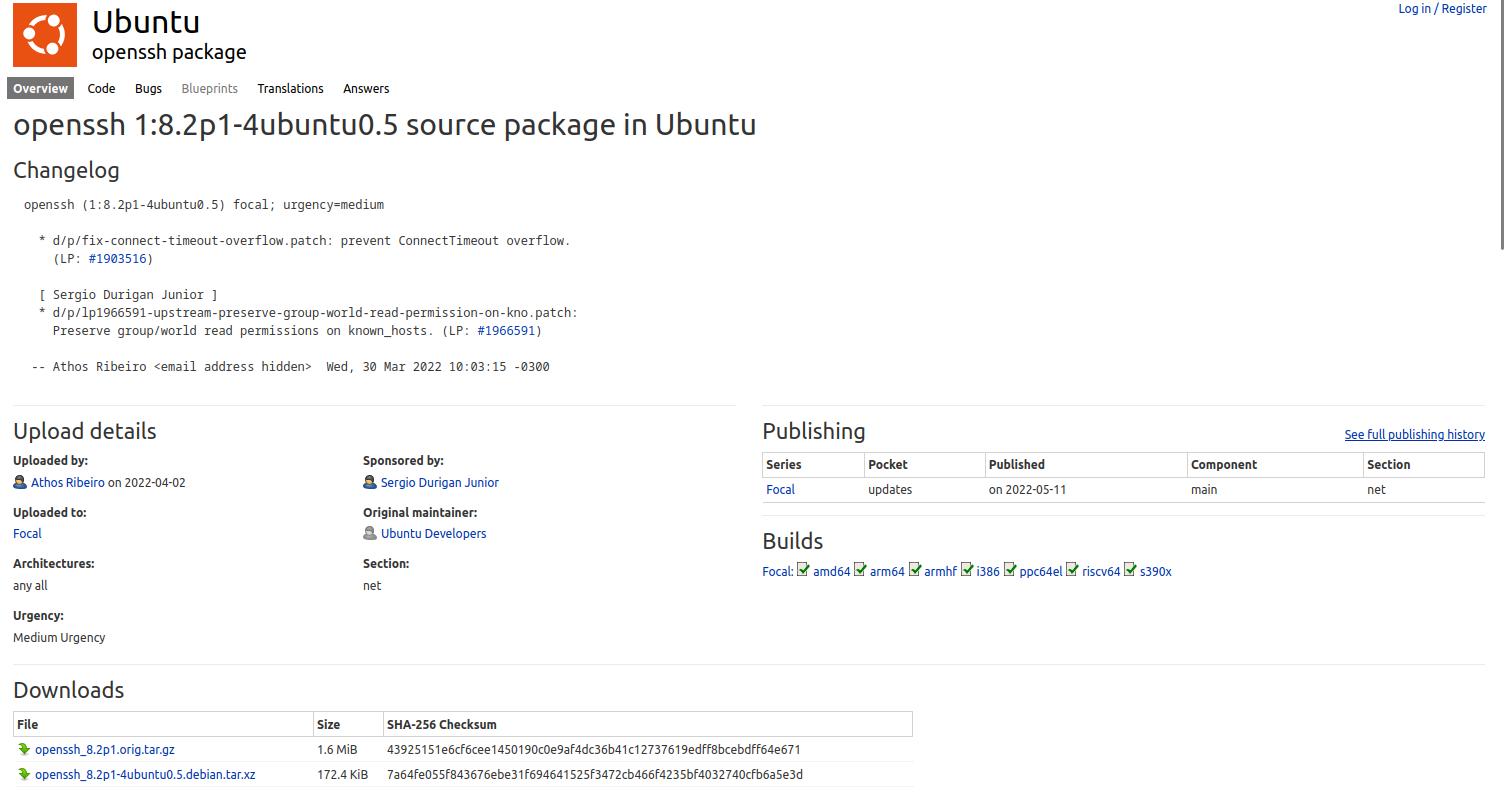 Ubuntu
openssh package
Log in / Register
Overview Code Bugs Blueprints Translations Answers
openssh 1:8.2p1-4ubuntu0.5 source package in Ubuntu
Changelog
openssh (1:8.2p1-4ubuntu0.5) focal; urgency=medium
* d/p/fix-connect-timeout-overflow.patch: prevent ConnectTimeout overflow.
(LP: #1903516)
[ Sergio Durigan Junior ]
* d/p/lp1966591-upstream-preserve-group-world-read-permission-on-kno.patch:
Preserve group/world read permissions on known_hosts. (LP: #1966591)
-- Athos Ribeiro <email address hidden>  Wed, 30 Mar 2022 10:03:15 -0300
Upload details
Uploaded by:
Athos Ribeiro on 2022-04-02
Sponsored by:
Sergio Durigan Junior
Uploaded to:
Focal
Original maintainer:
Ubuntu Developers
Architectures:
any all
Section:
net
Urgency:
Medium Urgency
Publishing
See full publishing history
Series Pocket Published Component Section
Focal updates on 2022-05-11 main net
Builds
Focal: amd64 arm64 armhf i386 ppc64el riscv64 s390x
Downloads
File Size SHA-256 Checksum
openssh_8.2p1.orig.tar.gz 1.6 MiB 43925151e6cf6cee1450190c0e9af4dc36b41c12737619edff8bcebdff64e671
openssh_8.2p1-4ubuntu0.5.debian.tar.xz 172.4 KiB 7a64fe055f843676ebe31f694641525f3472cb466f4235bf4032740cfb6a5e3d